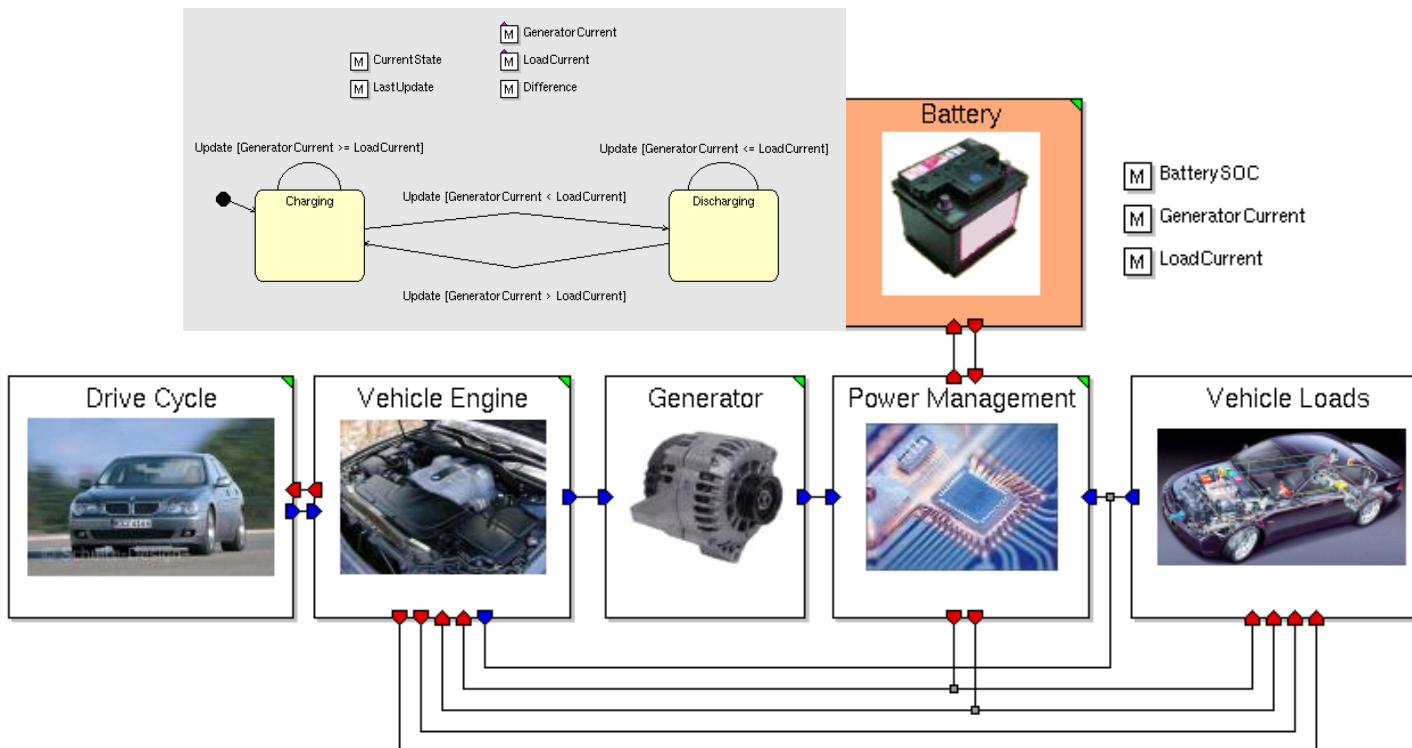 M GeneratorCurrent
M CurrentState M LoadCurrent
M LastUpdate M Difference
Update [GeneratorCurrent >= LoadCurrent]
Update [GeneratorCurrent <= LoadCurrent]
Charging
Update [GeneratorCurrent < LoadCurrent]
Discharging
Update [GeneratorCurrent > LoadCurrent]
Battery
M BatterySOC
M GeneratorCurrent
M LoadCurrent
Drive Cycle
Vehicle Engine
Generator
Power Management
Vehicle Loads